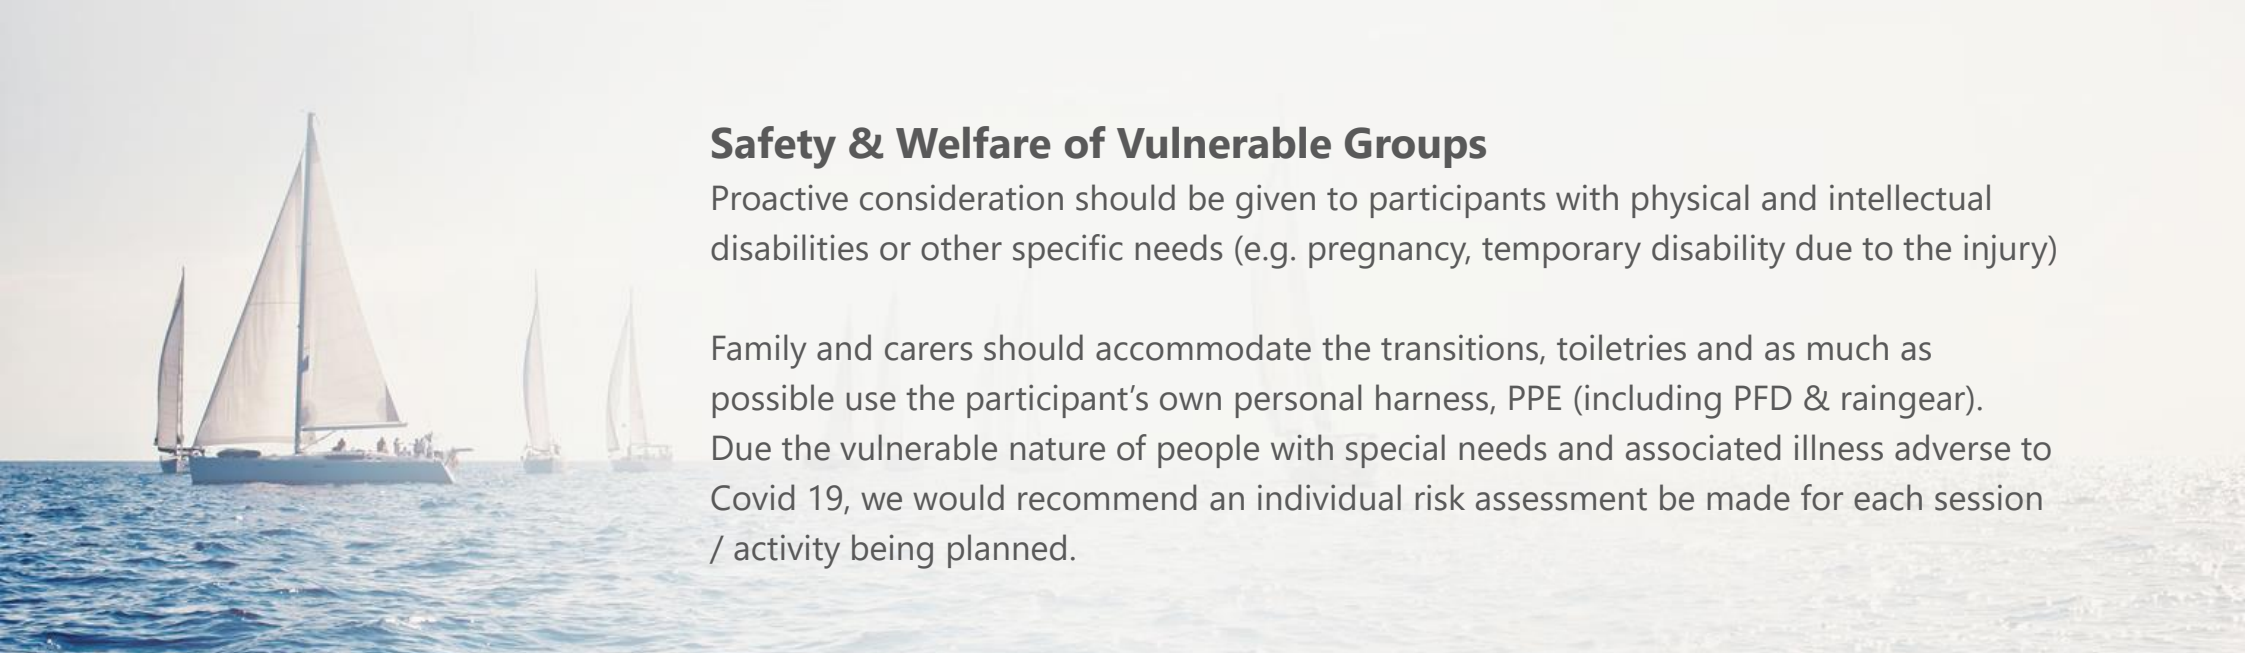 Safety & Welfare of Vulnerable Groups
Proactive consideration should be given to participants with physical and intellectual
disabilities or other specific needs (e.g. pregnancy, temporary disability due to the injury)
Family and carers should accommodate the transitions, toiletries and as much as
possible use the participant’s own personal harness, PPE (including PFD & raingear).
Due the vulnerable nature of people with special needs and associated illness adverse to
Covid 19, we would recommend an individual risk assessment be made for each session
/ activity being planned.